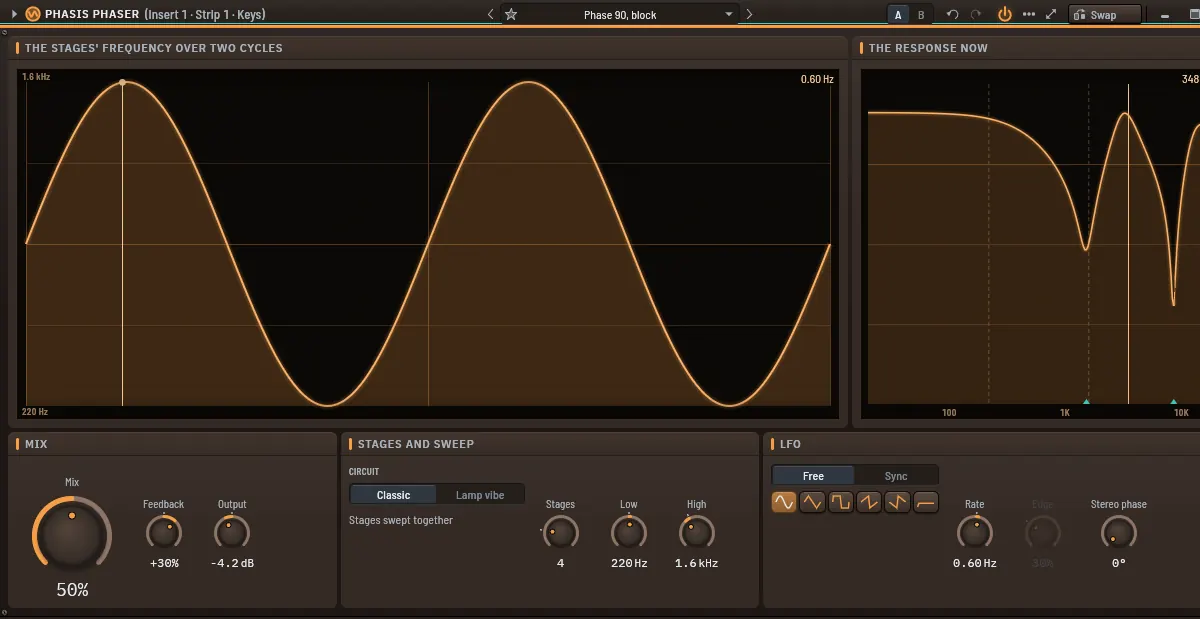 PHASIS PHASER (Insert 1 · Strip 1 · Keys)
Phase 90, block
A B
Swap
THE STAGES' FREQUENCY OVER TWO CYCLES
1.6 kHz
0.60 Hz
220 Hz
THE RESPONSE NOW
348
100 1K 10K
MIX
Mix
Feedback Output
+30% -4.2 dB
50%
STAGES AND SWEEP
CIRCUIT
Classic Lamp vibe
Stages swept together
Stages Low High
4 220 Hz 1.6 kHz
LFO
Free Sync
Rate Edge Stereo phase
0.60 Hz 30% 0°